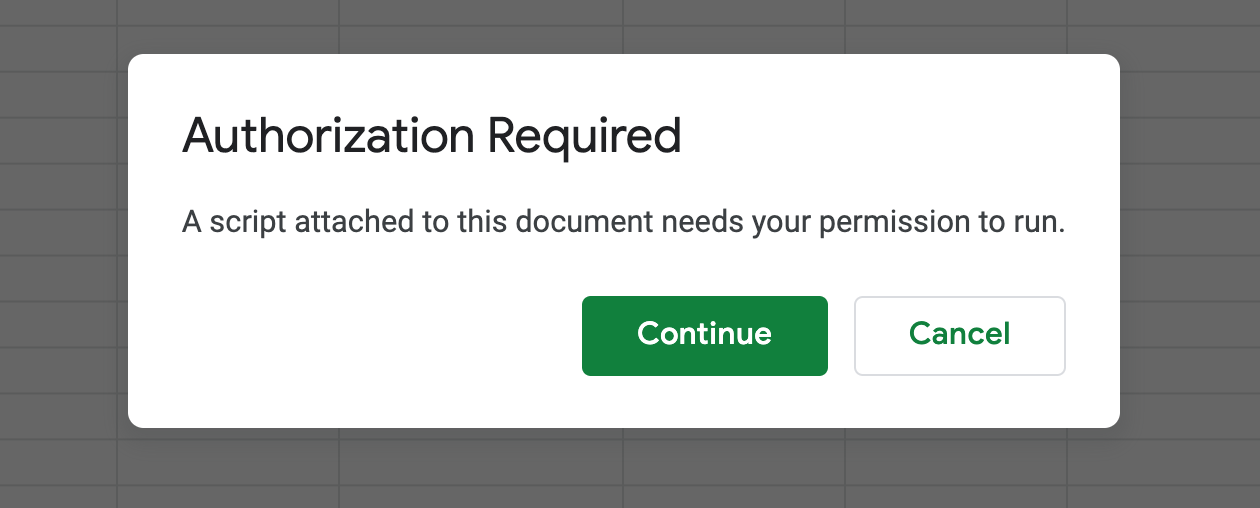 Authorization Required
A script attached to this document needs your permission to run.
Continue
Cancel